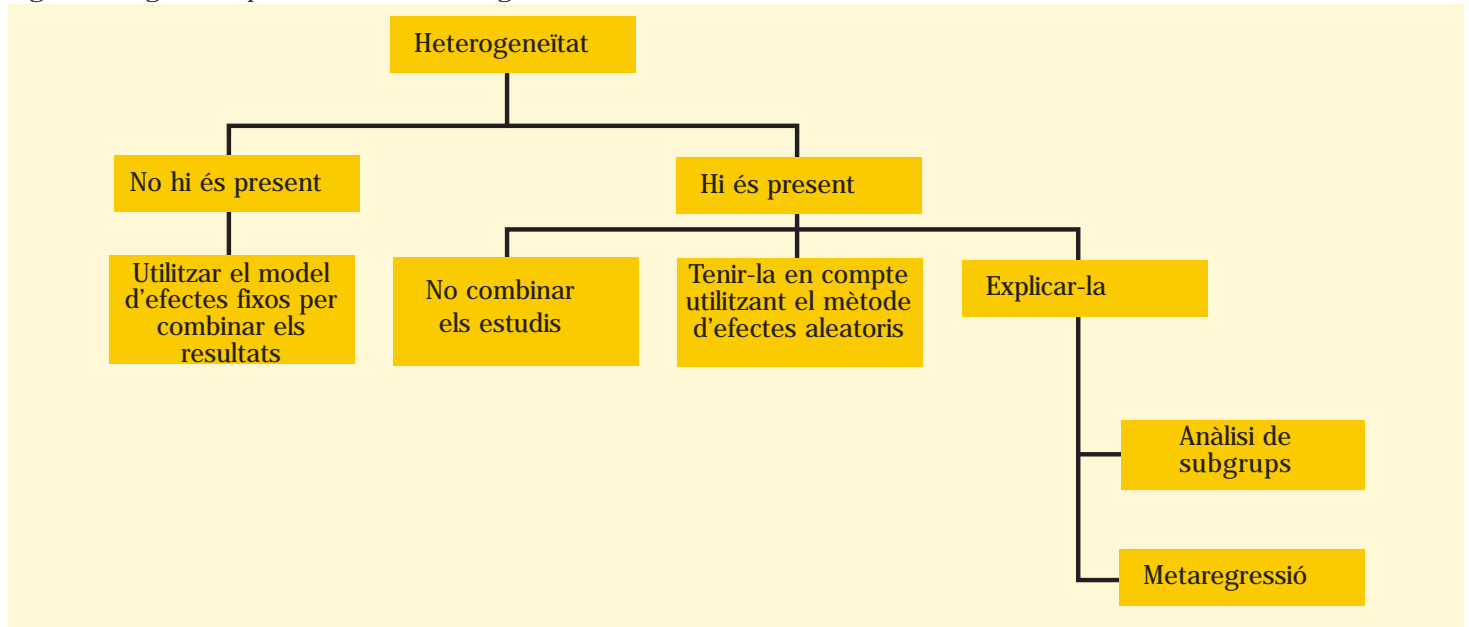 Heterogeneïtat
No hi és present
Hi és present
Utilitzar el model
d'efectes fixos per
combinar els
resultats
No combinar
els estudis
Tenir-la en compte
utilitzant el mètode
d'efectes aleatoris
Explicar-la
Anàlisi de
subgrups
Metaregressió